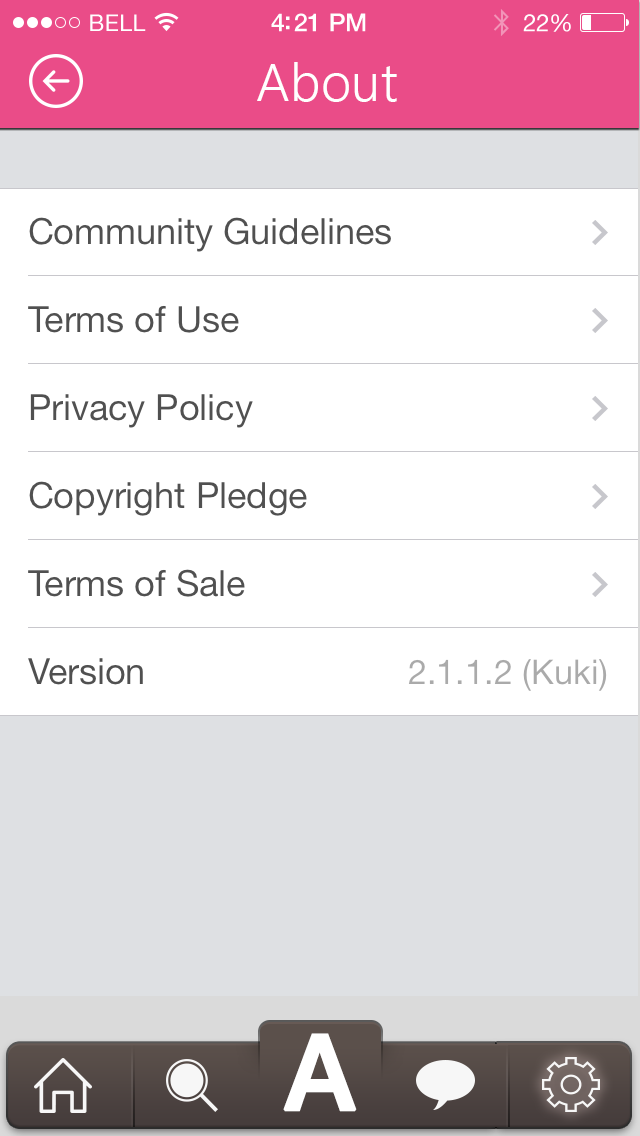 BELL 4:21 PM 22%
About
Community Guidelines
Terms of Use
Privacy Policy
Copyright Pledge
Terms of Sale
Version 2.1.1.2 (Kuki)
A